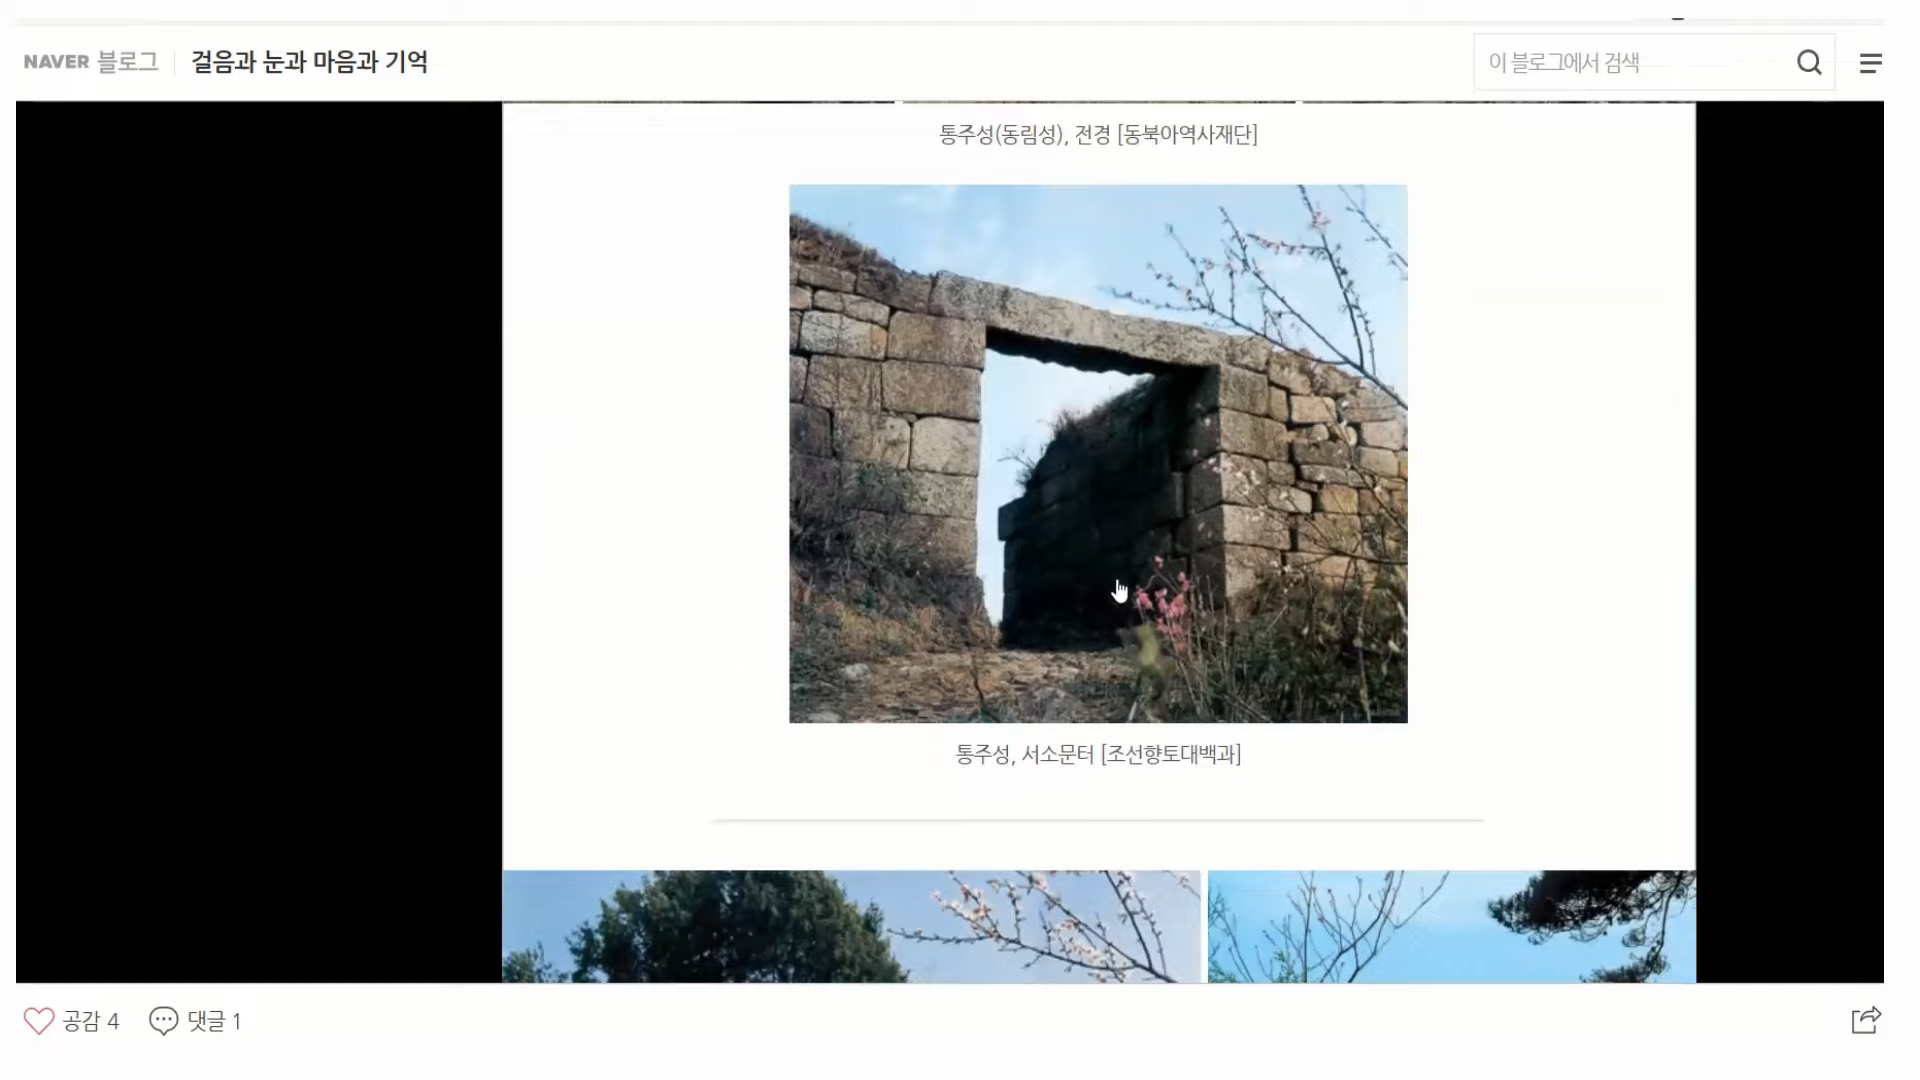 NAVER 블로그 걸음과 눈과 마음과 기억
이 블로그에서 검색
통주성(동림성), 전경 [동북아역사재단]
통주성, 서소문터 [조선향토대백과]
공감 4 댓글 1